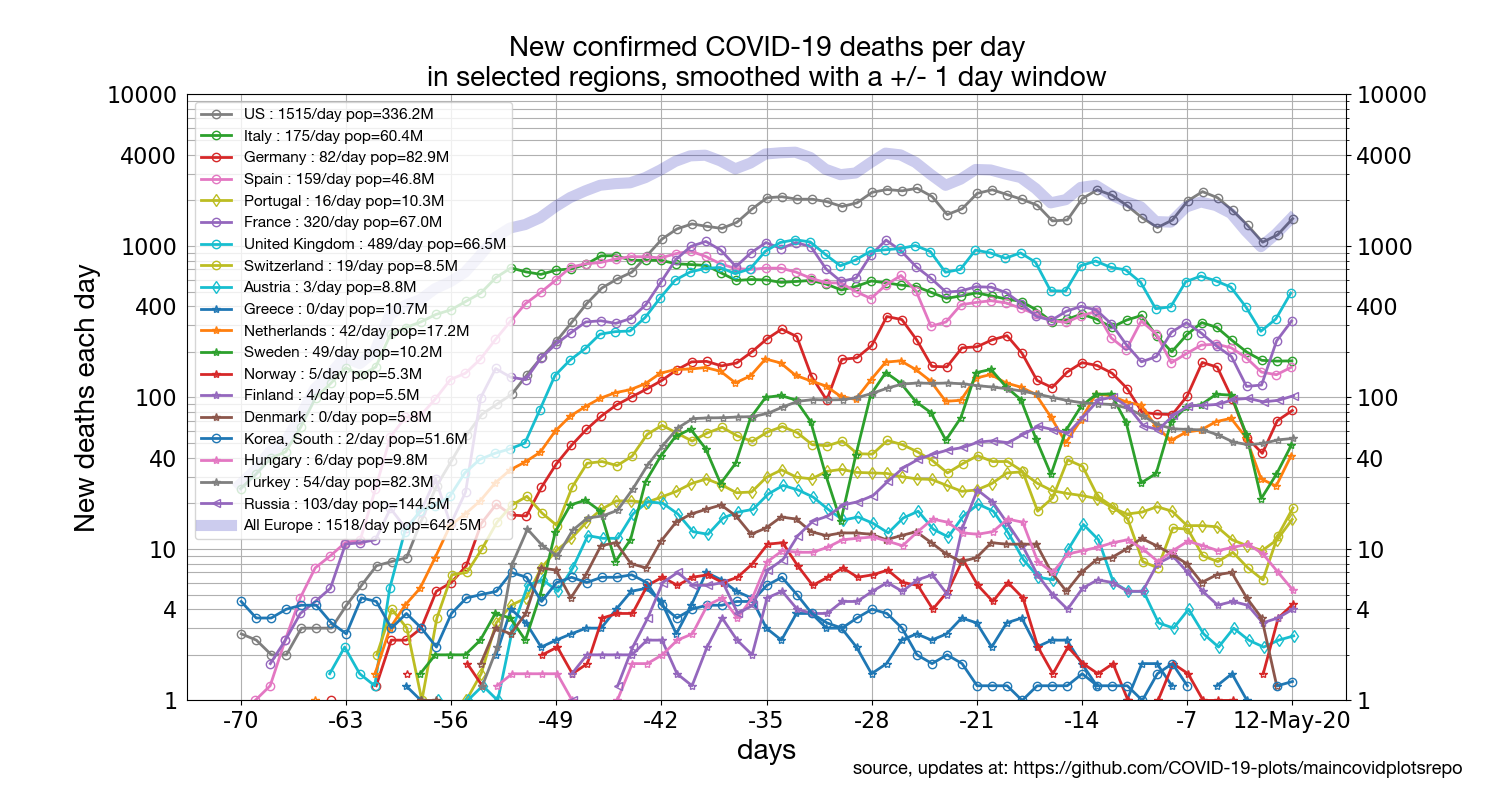 New confirmed COVID-19 deaths per day
in selected regions, smoothed with a +/- 1 day window
10000
4000
1000
400
100
40
10
4
1
New deaths each day
US : 1515/day pop=336.2M
Italy : 175/day pop=60.4M
Germany : 82/day pop=82.9M
Spain : 159/day pop=46.8M
Portugal : 16/day pop=10.3M
France : 320/day pop=67.0M
United Kingdom : 489/day pop=66.5M
Switzerland : 19/day pop=8.5M
Austria : 3/day pop=8.8M
Greece : 0/day pop=10.7M
Netherlands : 42/day pop=17.2M
Sweden : 49/day pop=10.2M
Norway : 5/day pop=5.3M
Finland : 4/day pop=5.5M
Denmark : 0/day pop=5.8M
Korea, South : 2/day pop=51.6M
Hungary : 6/day pop=9.8M
Turkey : 54/day pop=82.3M
Russia : 103/day pop=144.5M
All Europe : 1518/day pop=642.5M
10000
4000
1000
400
100
40
10
4
1
-70 -63 -56 -49 -42 -35 -28 -21 -14 -7 12-May-20
days
source, updates at: https://github.com/COVID-19-plots/maincovidplotsrepo